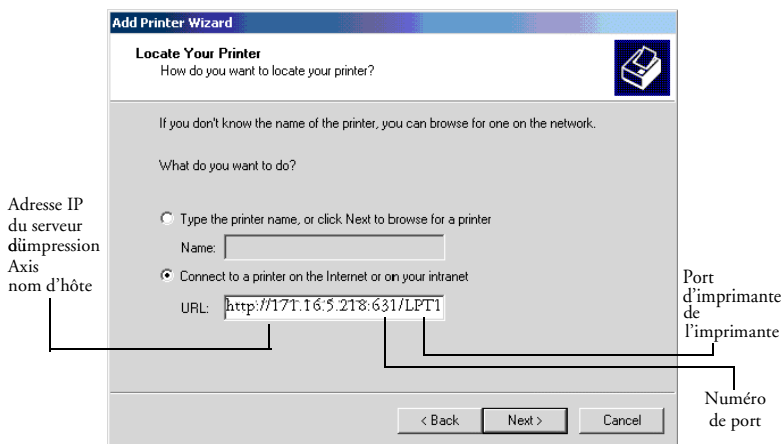 Add Printer Wizard
Locate Your Printer
How do you want to locate your printer?
If you don't know the name of the printer, you can browse for one on the network.
What do you want to do?
Type the printer name, or click Next to browse for a printer
Name:
Connect to a printer on the Internet or on your intranet
URL: http://171.16.5.218:631/LPT1
< Back
Next >
Cancel
Adresse IP
du serveur
d'impression
Axis
nom d'hôte
Port
d'imprimante
de
l'imprimante
Numéro
de port